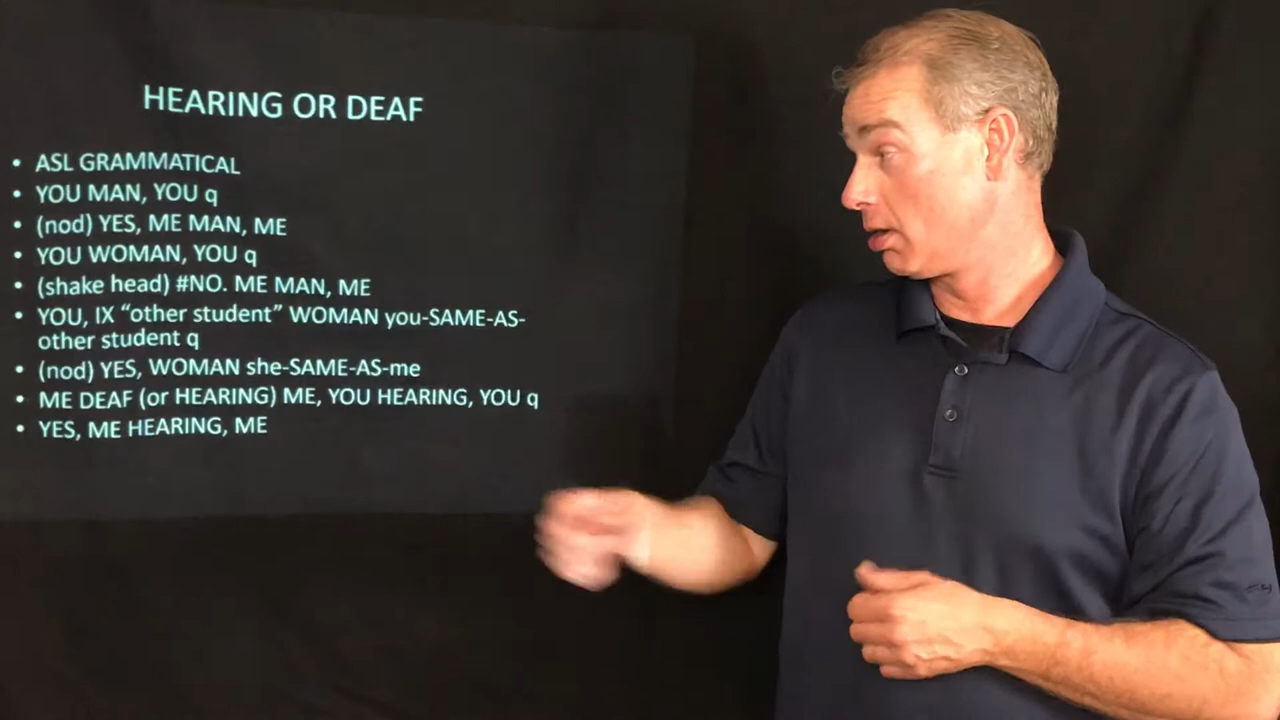 HEARING OR DEAF
• ASL GRAMMATICAL
• YOU MAN, YOU q
• (nod) YES, ME MAN, ME
• YOU WOMAN, YOU q
• (shake head) #NO. ME MAN, ME
• YOU, IX “other student” WOMAN you-SAME-AS-
other student q
• (nod) YES, WOMAN she-SAME-AS-me
• ME DEAF (or HEARING) ME, YOU HEARING, YOU q
• YES, ME HEARING, ME